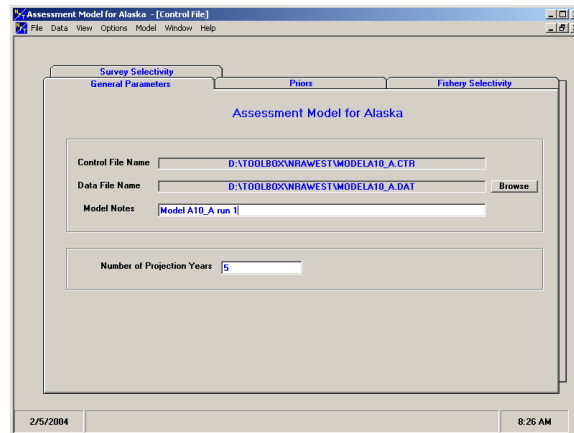 Assessment Model for Alaska - [Control File]
File Data View Options Model Window Help
Survey Selectivity
General Parameters Priors Fishery Selectivity
Assessment Model for Alaska
Control File Name D:\TOOLBOX\NRAWEST\MODELA10_A.CTR
Data File Name D:\TOOLBOX\NRAWEST\MODELA10_A.DAT Browse
Model Notes Model A10_A run 1
Number of Projection Years 5
2/5/2004 8:26 AM